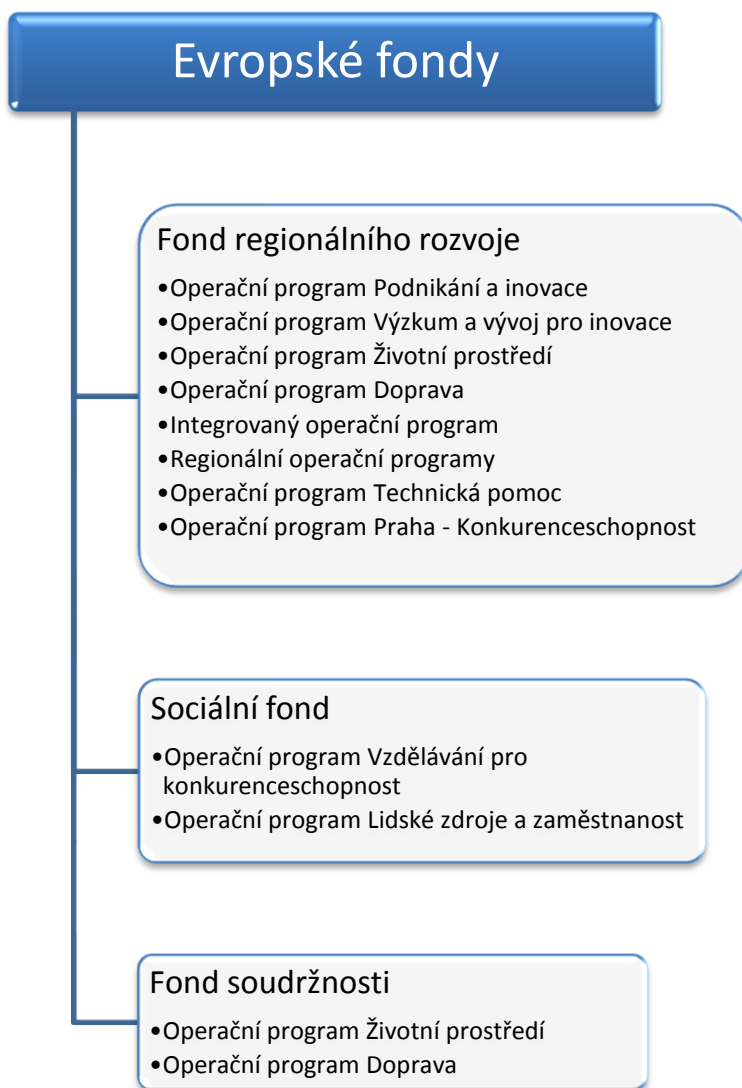 Evropské fondy
Fond regionálního rozvoje
•Operační program Podnikání a inovace
•Operační program Výzkum a vývoj pro inovace
•Operační program Životní prostředí
•Operační program Doprava
•Integrovaný operační program
•Regionální operační programy
•Operační program Technická pomoc
•Operační program Praha - Konkurenceschopnost
Sociální fond
•Operační program Vzdělávání pro
konkurenceschopnost
•Operační program Lidské zdroje a zaměstnanost
Fond soudržnosti
•Operační program Životní prostředí
•Operační program Doprava